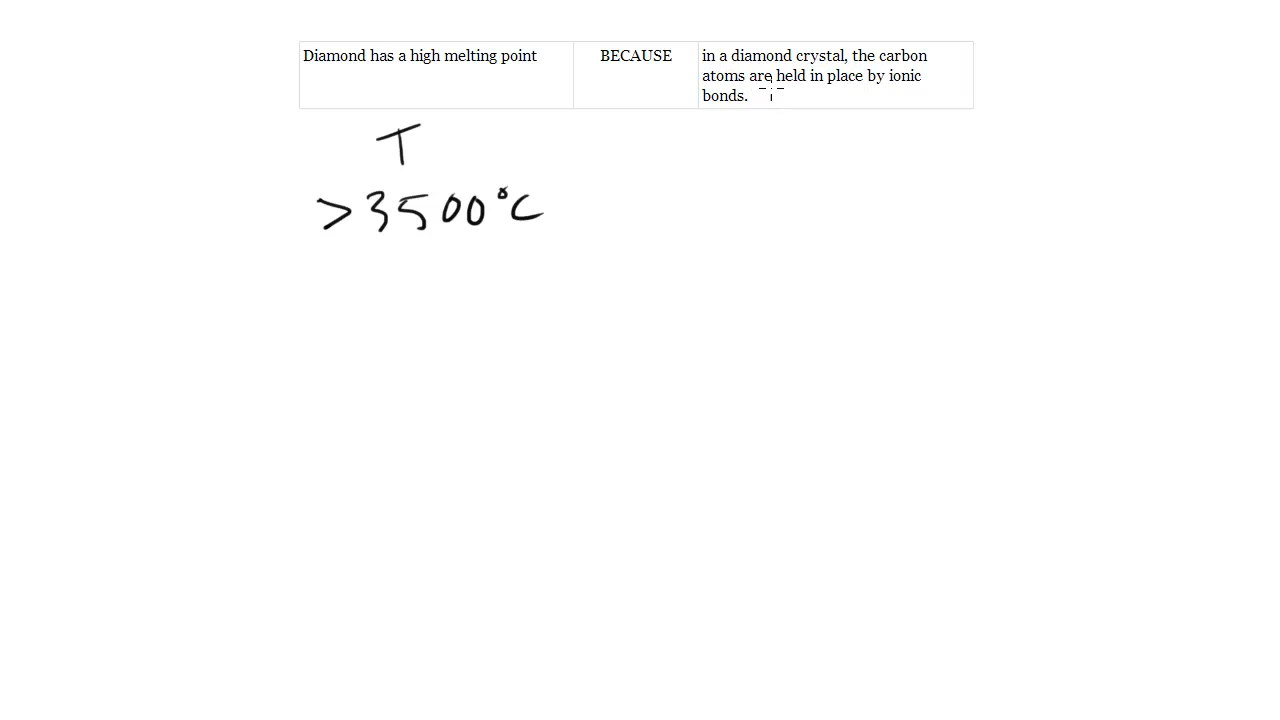 Diamond has a high melting point
BECAUSE
in a diamond crystal, the carbon
atoms are held in place by ionic
bonds.
T
>3500°C